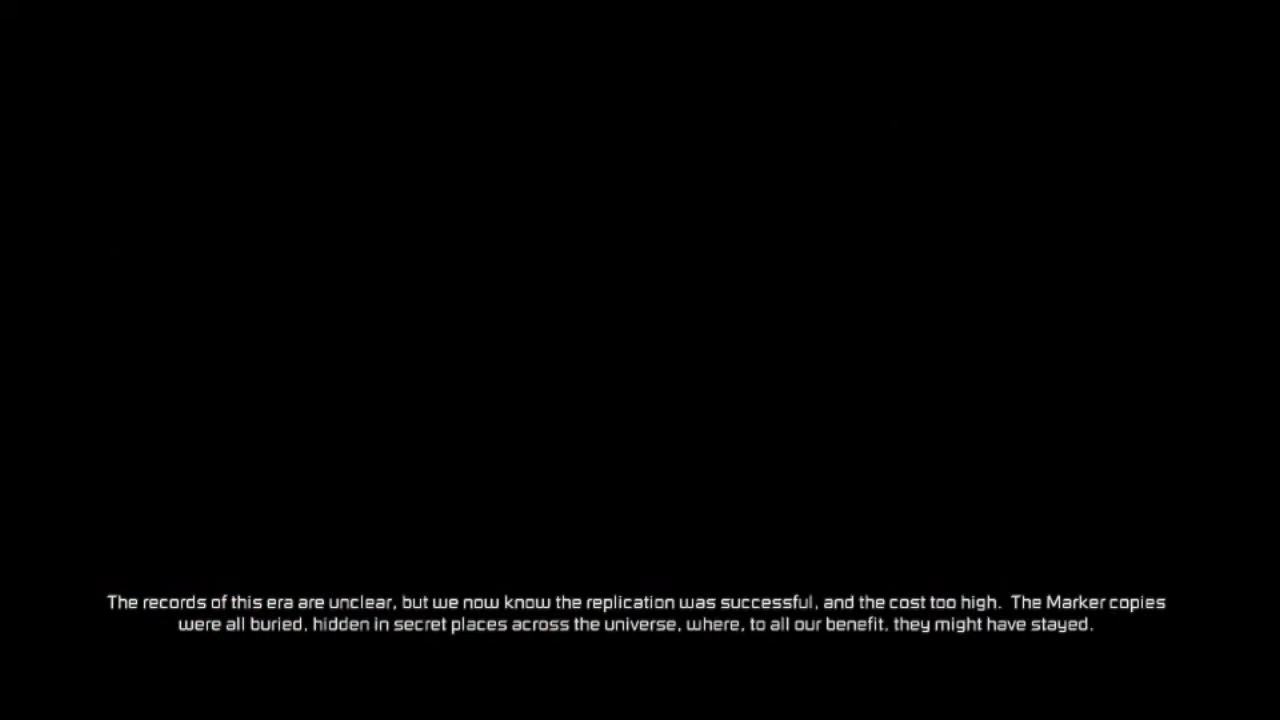 The records of this era are unclear, but we now know the replication was successful, and the cost too high.  The Marker copies
were all buried, hidden in secret places across the universe, where, to all our benefit, they might have stayed.